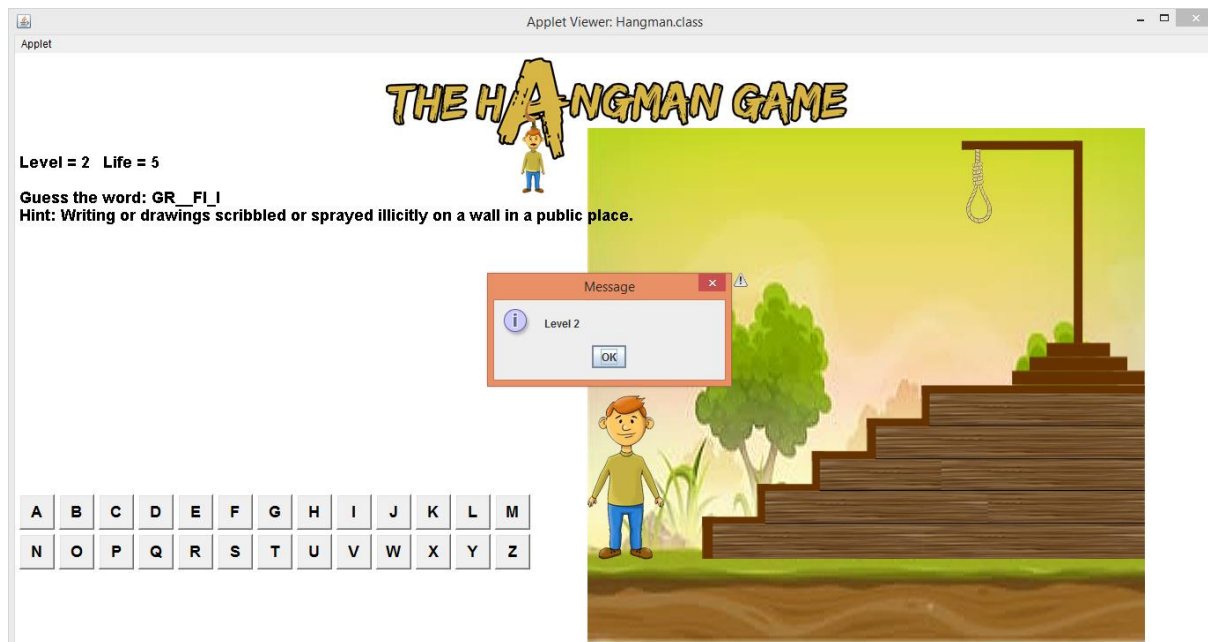 Applet Viewer: Hangman.class
Applet
THE HANGMAN GAME
Level = 2 Life = 5
Guess the word: GR__FI_I
Hint: Writing or drawings scribbled or sprayed illicitly on a wall in a public place.
Message
Level 2
OK
A B C D E F G H I J K L M
N O P Q R S T U V W X Y Z